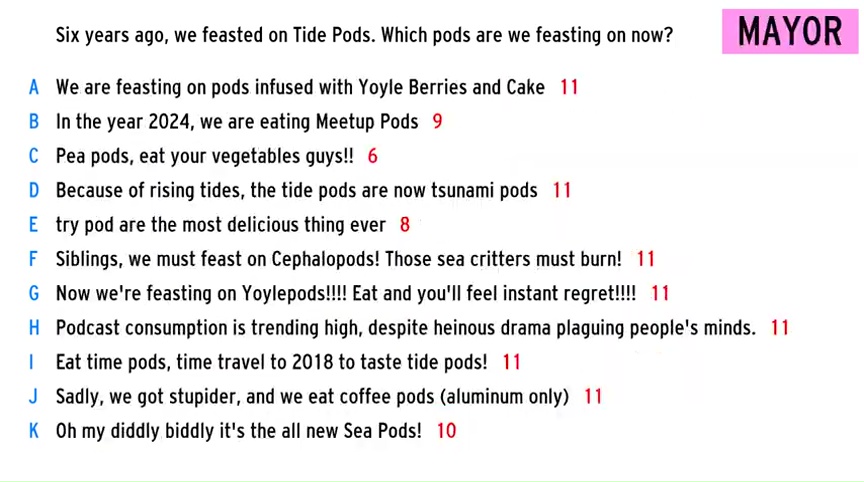 Six years ago, we feasted on Tide Pods. Which pods are we feasting on now?
MAYOR
A We are feasting on pods infused with Yoyle Berries and Cake 11
B In the year 2024, we are eating Meetup Pods 9
C Pea pods, eat your vegetables guys!! 6
D Because of rising tides, the tide pods are now tsunami pods 11
E try pod are the most delicious thing ever 8
F Siblings, we must feast on Cephalopods! Those sea critters must burn! 11
G Now we're feasting on Yoylepods!!!! Eat and you'll feel instant regret!!!! 11
H Podcast consumption is trending high, despite heinous drama plaguing people's minds. 11
I Eat time pods, time travel to 2018 to taste tide pods! 11
J Sadly, we got stupider, and we eat coffee pods (aluminum only) 11
K Oh my diddly biddly it's the all new Sea Pods! 10